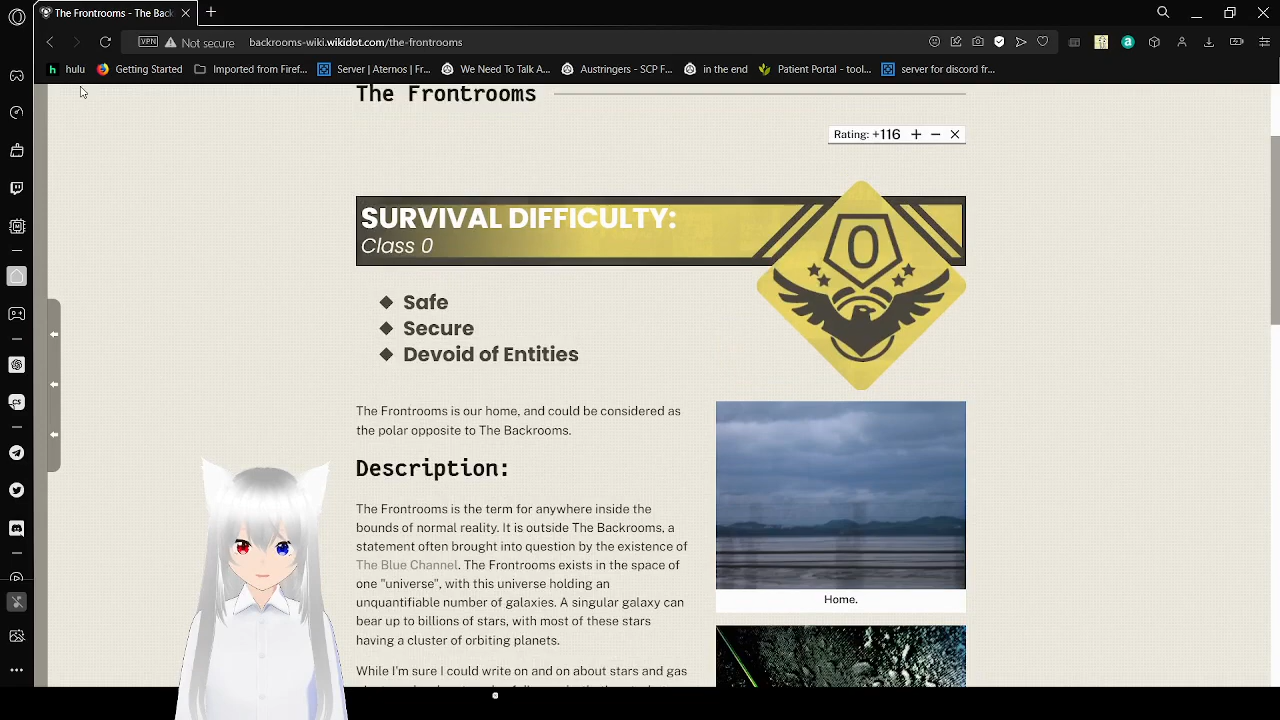 The Frontrooms - The Back
VPN
Not secure
backrooms-wiki.wikidot.com/the-frontrooms
hulu
Getting Started
Imported from Firef...
Server | Aternos | Fr...
We Need To Talk A...
Austringers - SCP F...
in the end
Patient Portal - tool...
server for discord fr...
The Frontrooms
Rating: +116 + − ×
SURVIVAL DIFFICULTY:
Class 0
0
Safe
Secure
Devoid of Entities
The Frontrooms is our home, and could be considered as
the polar opposite to The Backrooms.
Description:
The Frontrooms is the term for anywhere inside the
bounds of normal reality. It is outside The Backrooms, a
statement often brought into question by the existence of
The Blue Channel. The Frontrooms exists in the space of
one "universe", with this universe holding an
unquantifiable number of galaxies. A singular galaxy can
bear up to billions of stars, with most of these stars
having a cluster of orbiting planets.
While I'm sure I could write on and on about stars and gas
Home.